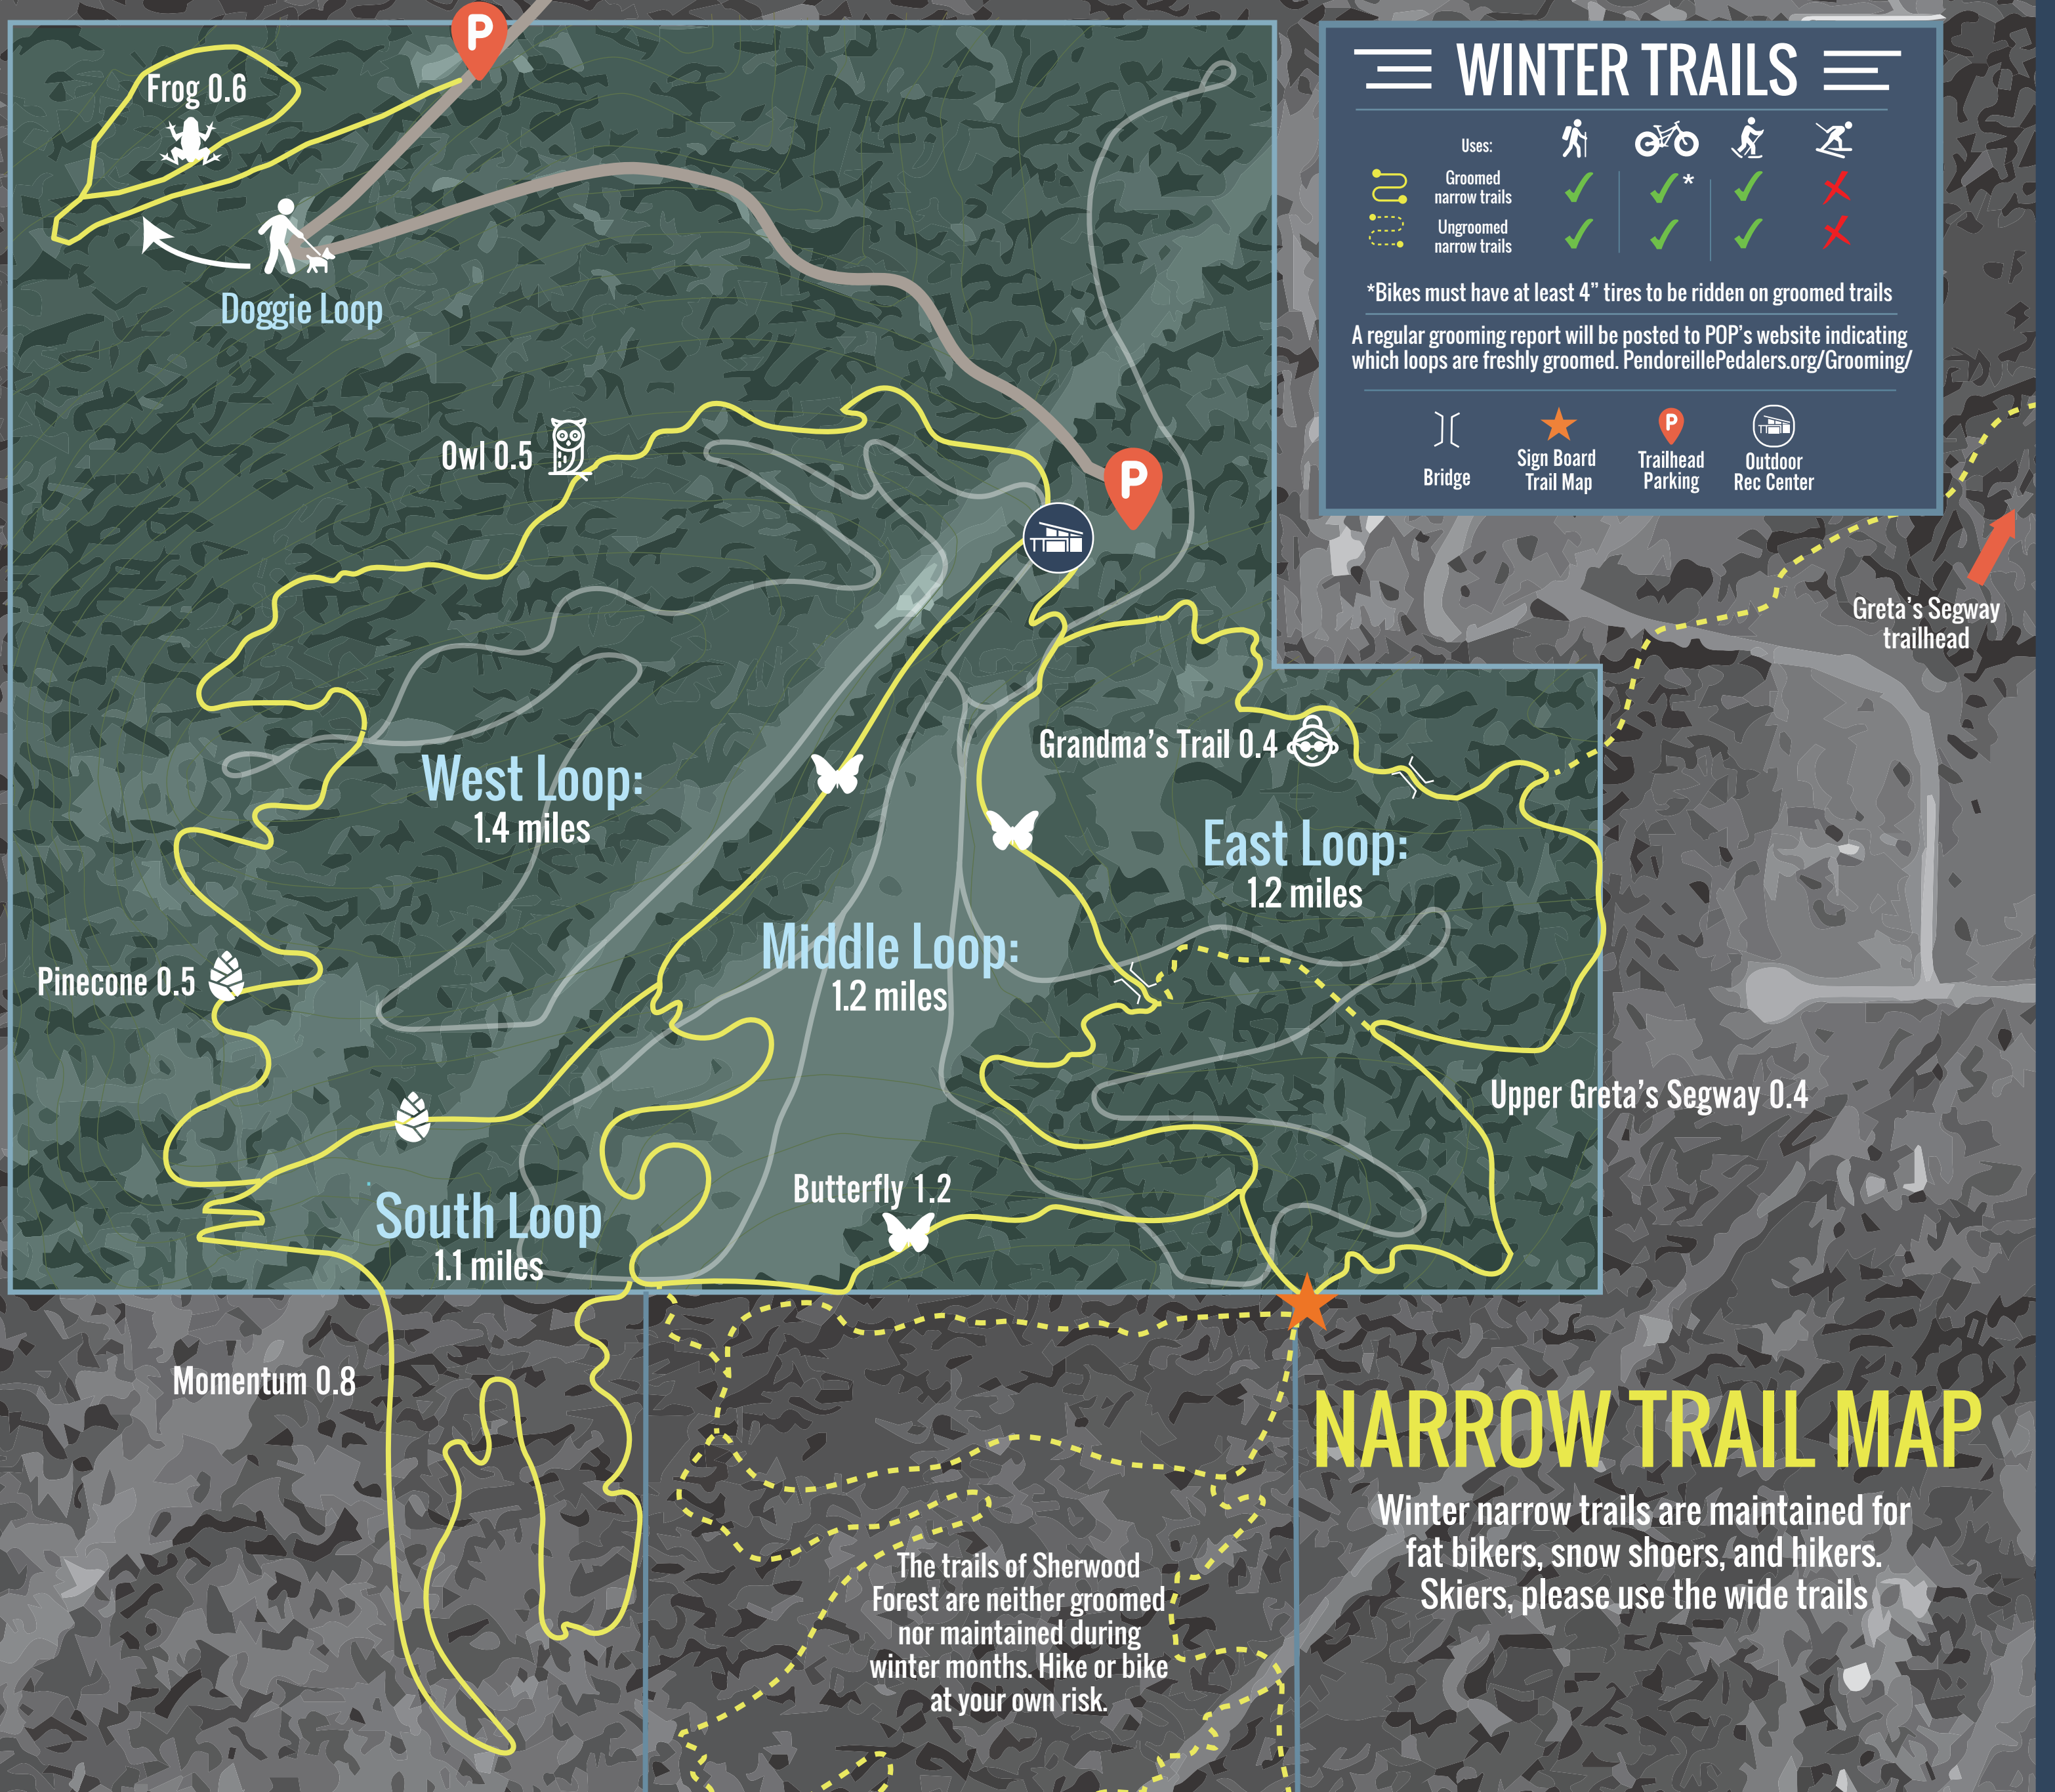 P
WINTER TRAILS
Uses:
Groomed
narrow trails
*
Ungroomed
narrow trails
*Bikes must have at least 4” tires to be ridden on groomed trails
A regular grooming report will be posted to POP’s website indicating
which loops are freshly groomed. PendoreillePedalers.org/Grooming/
Bridge
Sign Board
Trail Map
P
Trailhead
Parking
Outdoor
Rec Center
Frog 0.6
Doggie Loop
Owl 0.5
P
Greta’s Segway
trailhead
Grandma’s Trail 0.4
West Loop:
1.4 miles
East Loop:
1.2 miles
Middle Loop:
1.2 miles
Pinecone 0.5
Upper Greta’s Segway 0.4
Butterfly 1.2
South Loop
1.1 miles
Momentum 0.8
NARROW TRAIL MAP
Winter narrow trails are maintained for
fat bikers, snow shoers, and hikers.
Skiers, please use the wide trails
The trails of Sherwood
Forest are neither groomed
nor maintained during
winter months. Hike or bike
at your own risk.